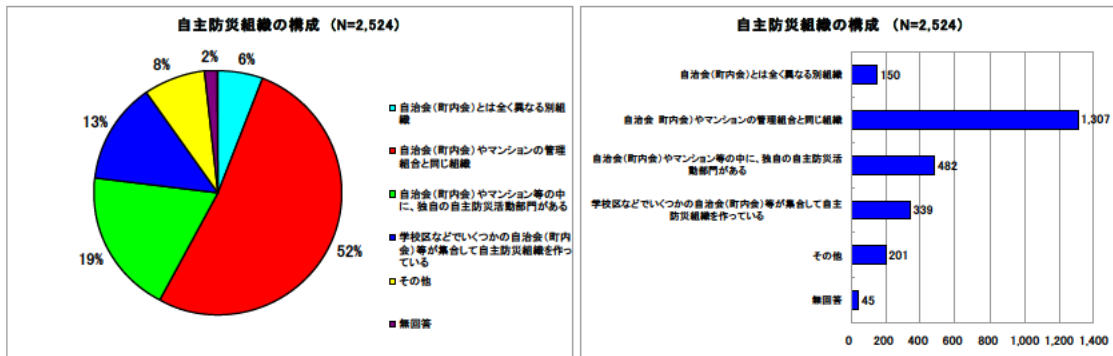 自主防災組織の構成 (N=2,524)
2%
6%
8%
13%
19%
52%
自治会(町内会)とは全く異なる別組
織
自治会(町内会)やマンションの管理
組合と同じ組織
自治会(町内会)やマンション等の中
に、独自の自主防災活動部門がある
学校区などでいくつかの自治会(町内
会)等が集合して自主防災組織を作っ
ている
その他
無回答
自主防災組織の構成 (N=2,524)
自治会(町内会)とは全く異なる別組織
150
自治会 町内会)やマンションの管理組合と同じ組織
1,307
自治会(町内会)やマンション等の中に、独自の自主防災活
動部門がある
482
学校区などでいくつかの自治会(町内会)等が集合して自主
防災組織を作っている
339
その他
201
無回答
45
0 200 400 600 800 1,000 1,200 1,400